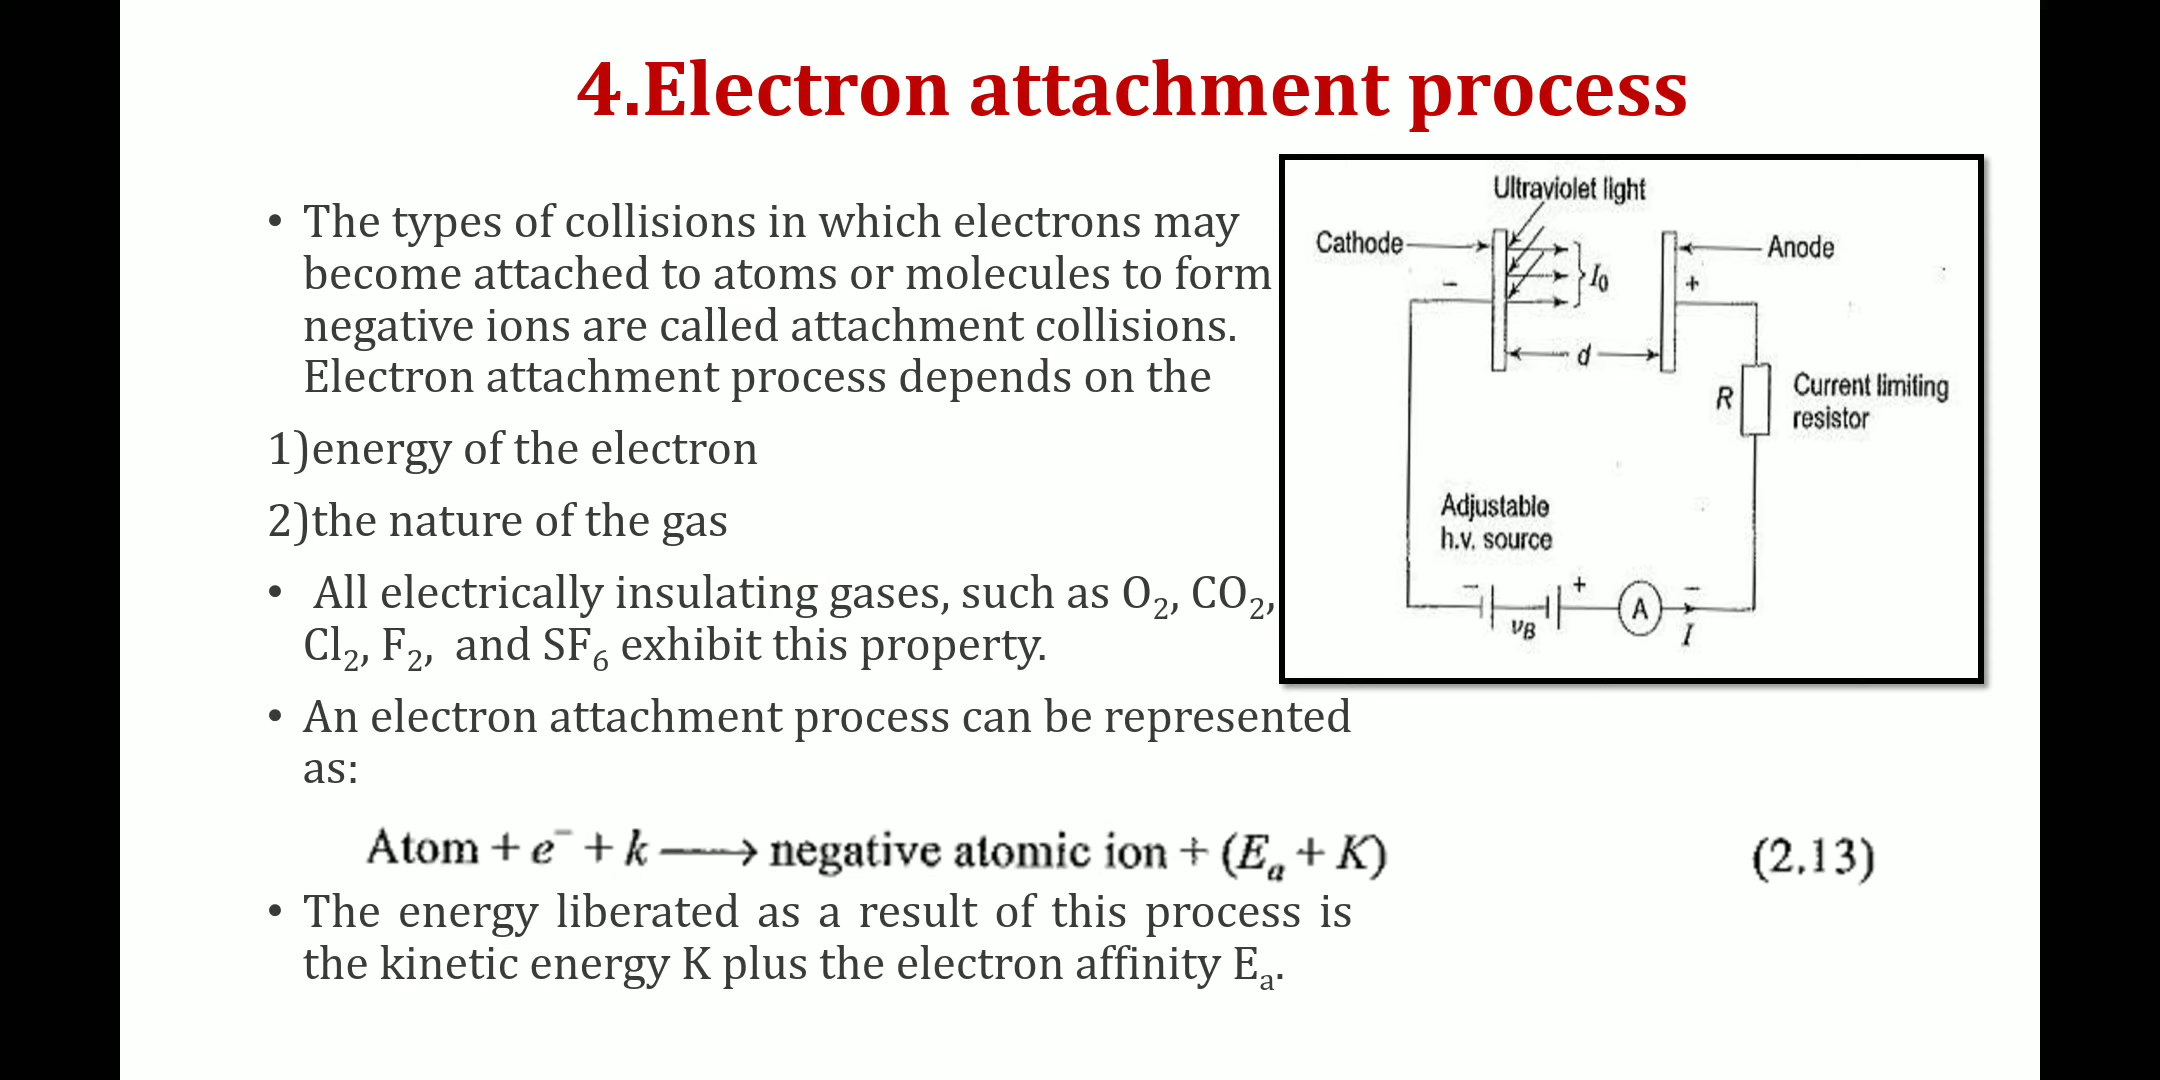 4.Electron attachment process
• The types of collisions in which electrons may
become attached to atoms or molecules to form
negative ions are called attachment collisions.
Electron attachment process depends on the
1)energy of the electron
2)the nature of the gas
• All electrically insulating gases, such as O₂, CO₂,
Cl₂, F₂, and SF₆ exhibit this property.
• An electron attachment process can be represented
as:
Atom + e⁻ + k ⟶ negative atomic ion + (Eₐ + K) (2.13)
• The energy liberated as a result of this process is
the kinetic energy K plus the electron affinity Eₐ.
Ultraviolet light
Cathode
Anode
I₀
−
+
d
R
Current limiting
resistor
Adjustable
h.v. source
−
+
A
−
νB
I